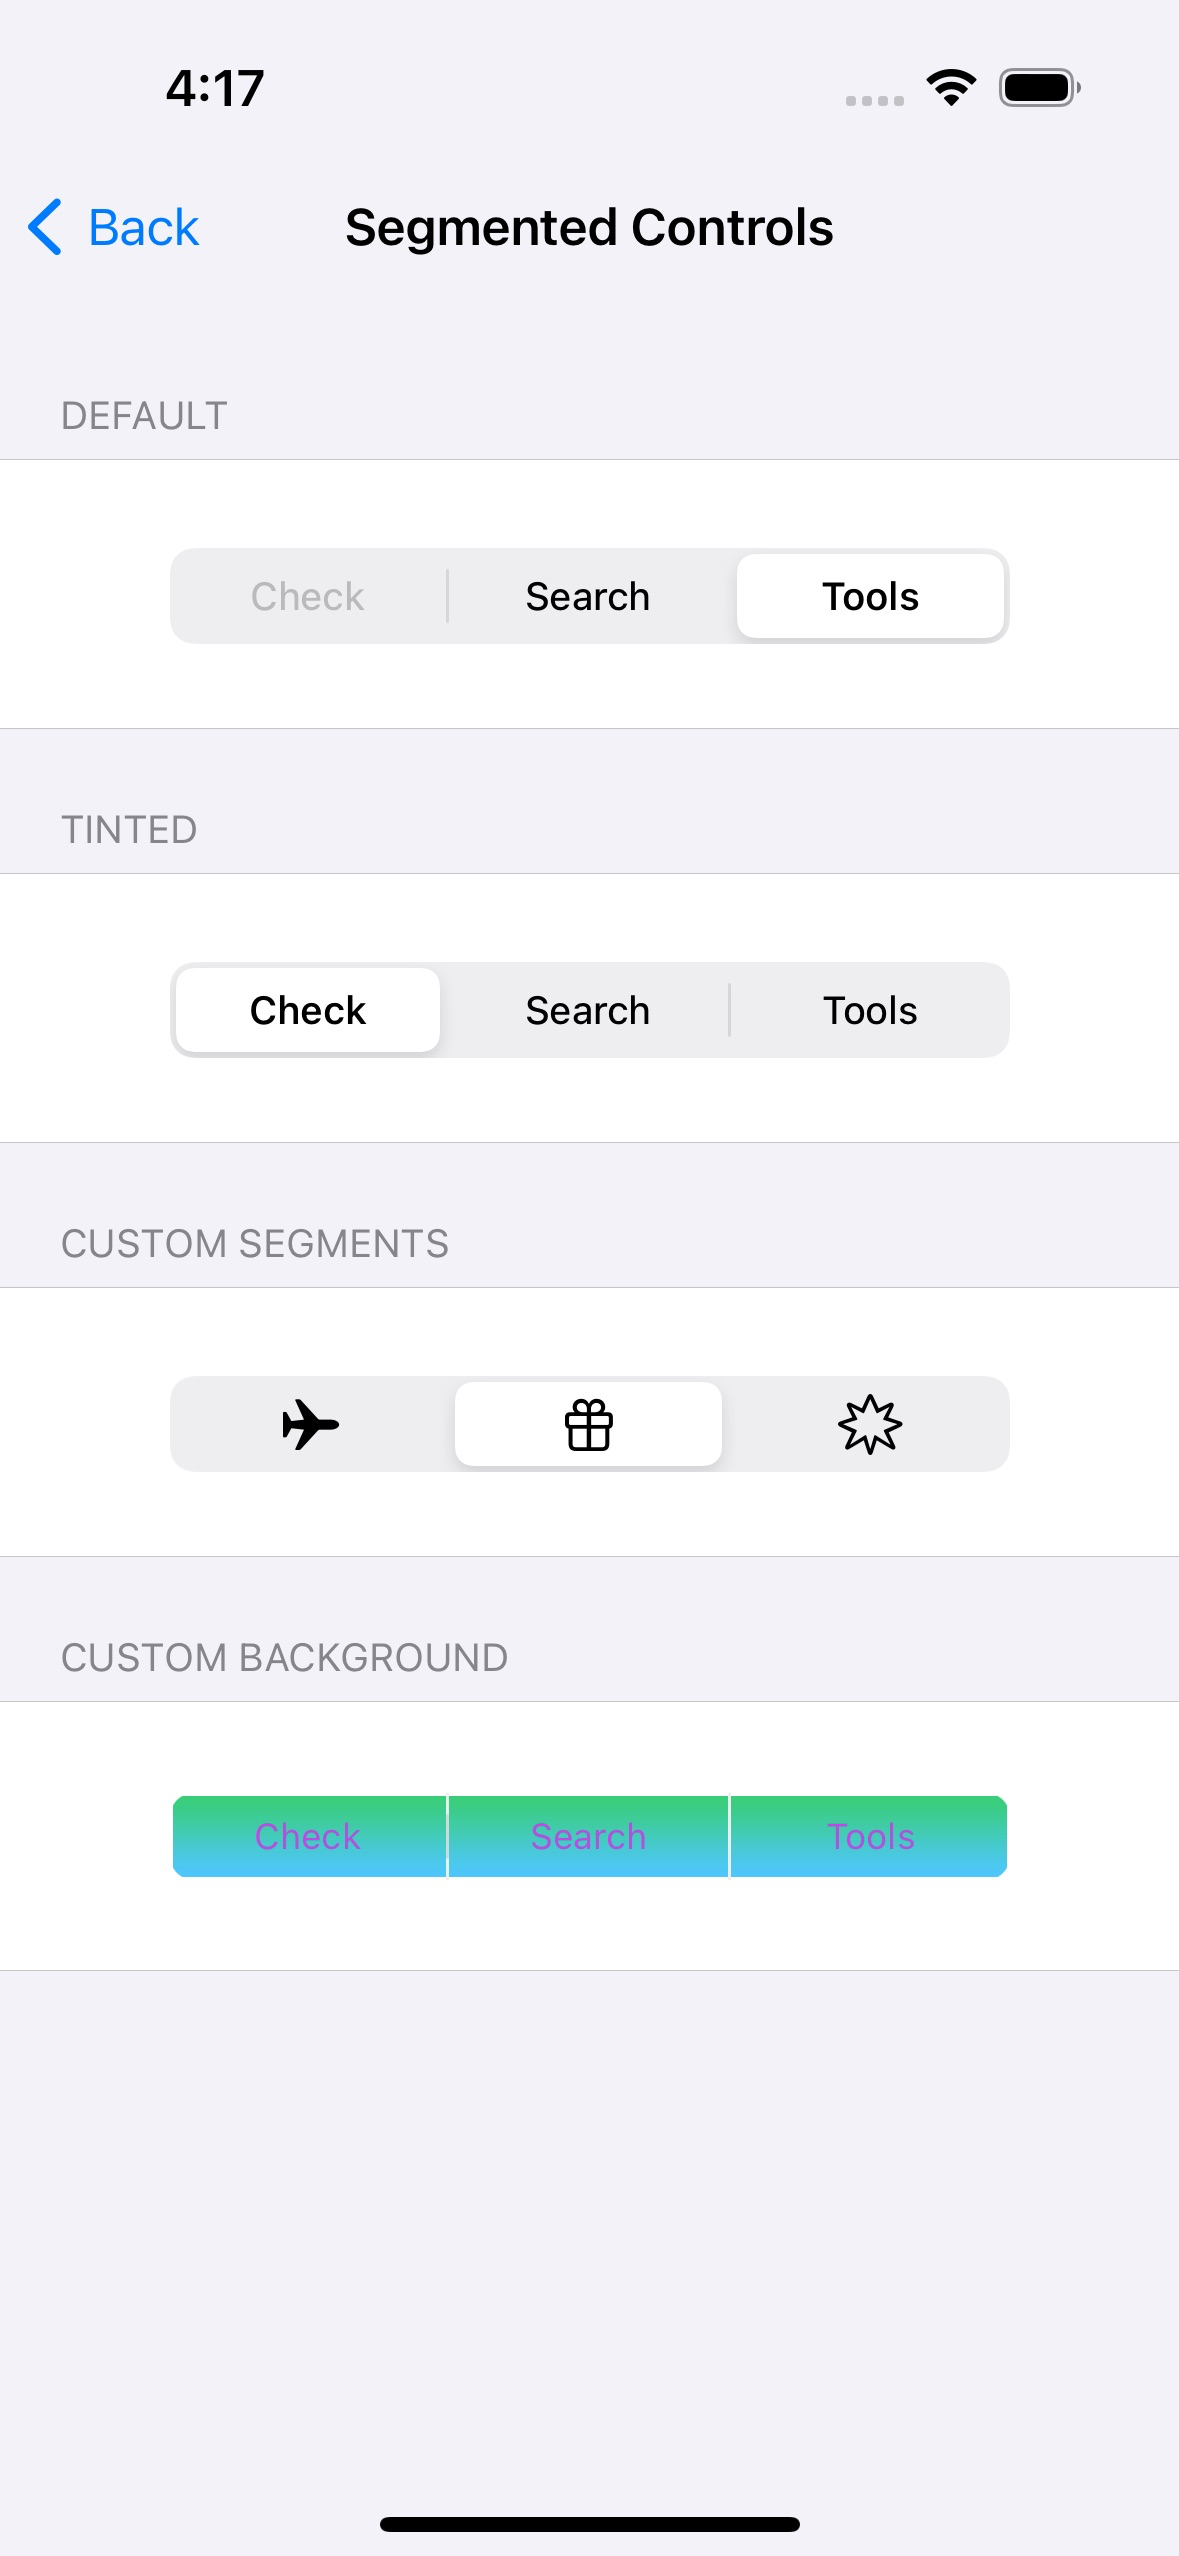 4:17
Back
Segmented Controls
DEFAULT
Check Search Tools
TINTED
Check Search Tools
CUSTOM SEGMENTS
CUSTOM BACKGROUND
Check Search Tools